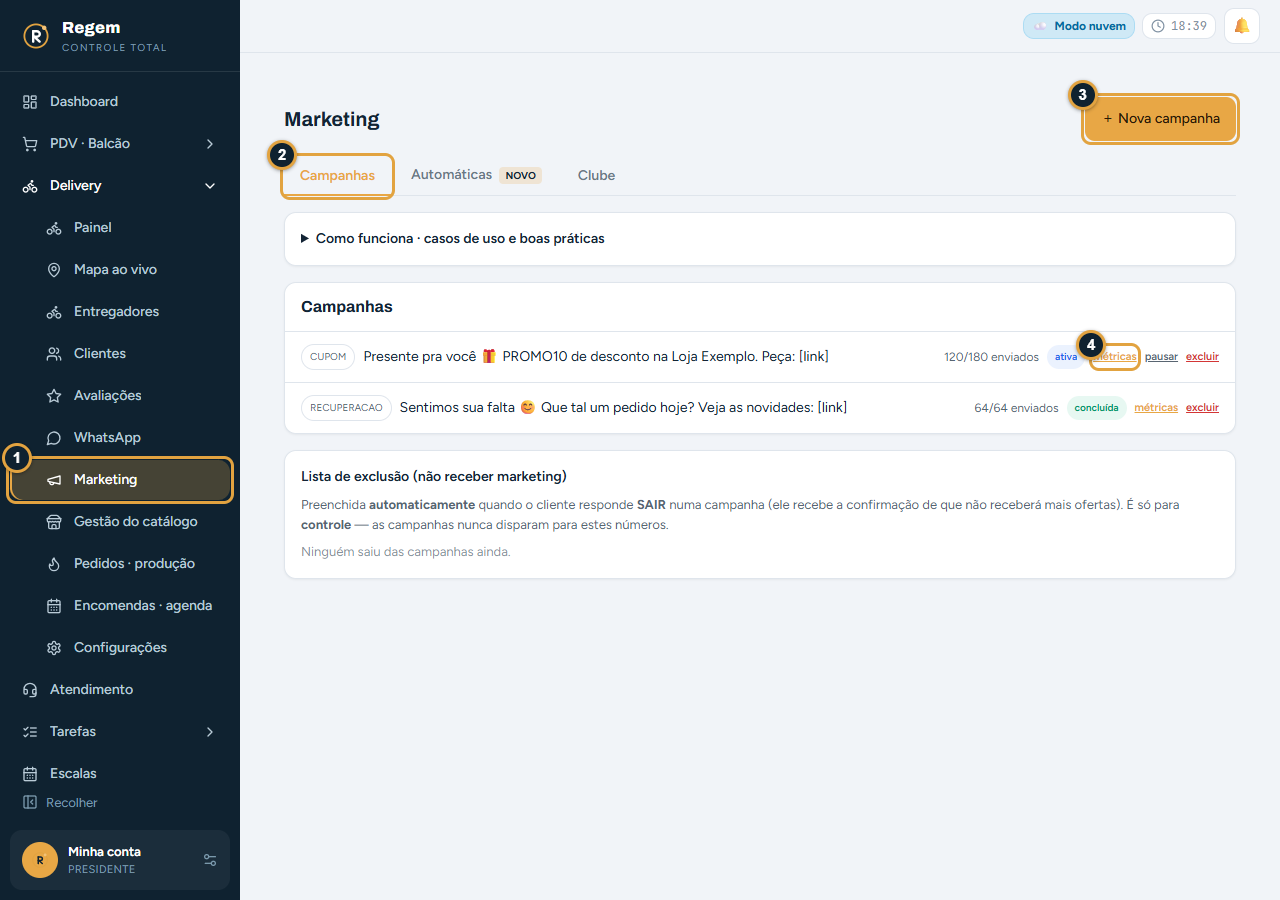 Regem
CONTROLE TOTAL
Dashboard
PDV · Balcão
Delivery
Painel
Mapa ao vivo
Entregadores
Clientes
Avaliações
WhatsApp
1
Marketing
Gestão do catálogo
Pedidos · produção
Encomendas · agenda
Configurações
Atendimento
Tarefas
Escalas
Recolher
R
Minha conta
PRESIDENTE
Modo nuvem
18:39
Marketing
3
+ Nova campanha
2
Campanhas
Automáticas NOVO
Clube
Como funciona · casos de uso e boas práticas
Campanhas
CUPOM Presente pra você 🎁 PROMO10 de desconto na Loja Exemplo. Peça: [link] 120/180 enviados ativa 4 métricas pausar excluir
RECUPERACAO Sentimos sua falta 😊 Que tal um pedido hoje? Veja as novidades: [link] 64/64 enviados concluída métricas excluir
Lista de exclusão (não receber marketing)
Preenchida automaticamente quando o cliente responde SAIR numa campanha (ele recebe a confirmação de que não receberá mais ofertas). É só para
controle — as campanhas nunca disparam para estes números.
Ninguém saiu das campanhas ainda.